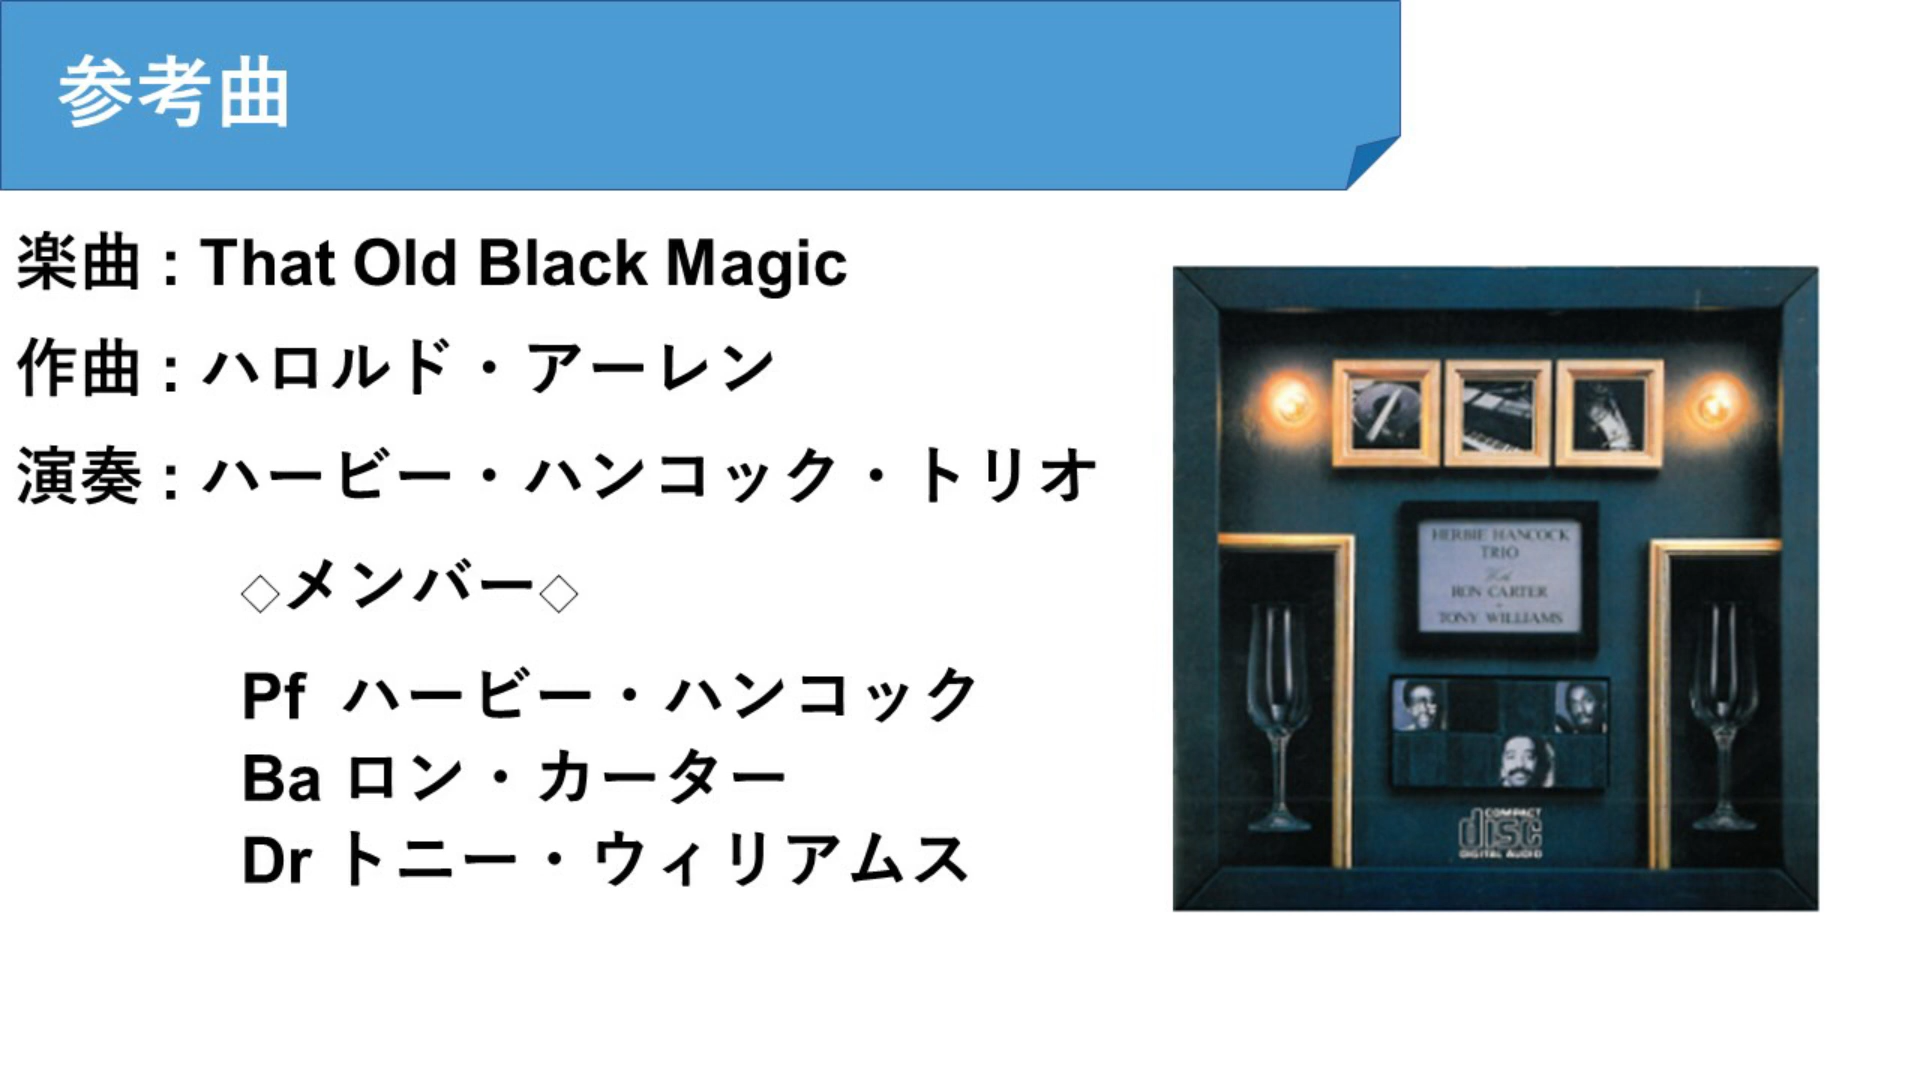 参考曲
楽曲 : That Old Black Magic
作曲 : ハロルド・アーレン
演奏 : ハービー・ハンコック・トリオ
◇メンバー◇
Pf ハービー・ハンコック
Ba ロン・カーター
Dr トニー・ウィリアムス
HERBIE HANCOCK
TRIO
With
RON CARTER
+
TONY WILLIAMS
COMPACT
disc
DIGITAL AUDIO